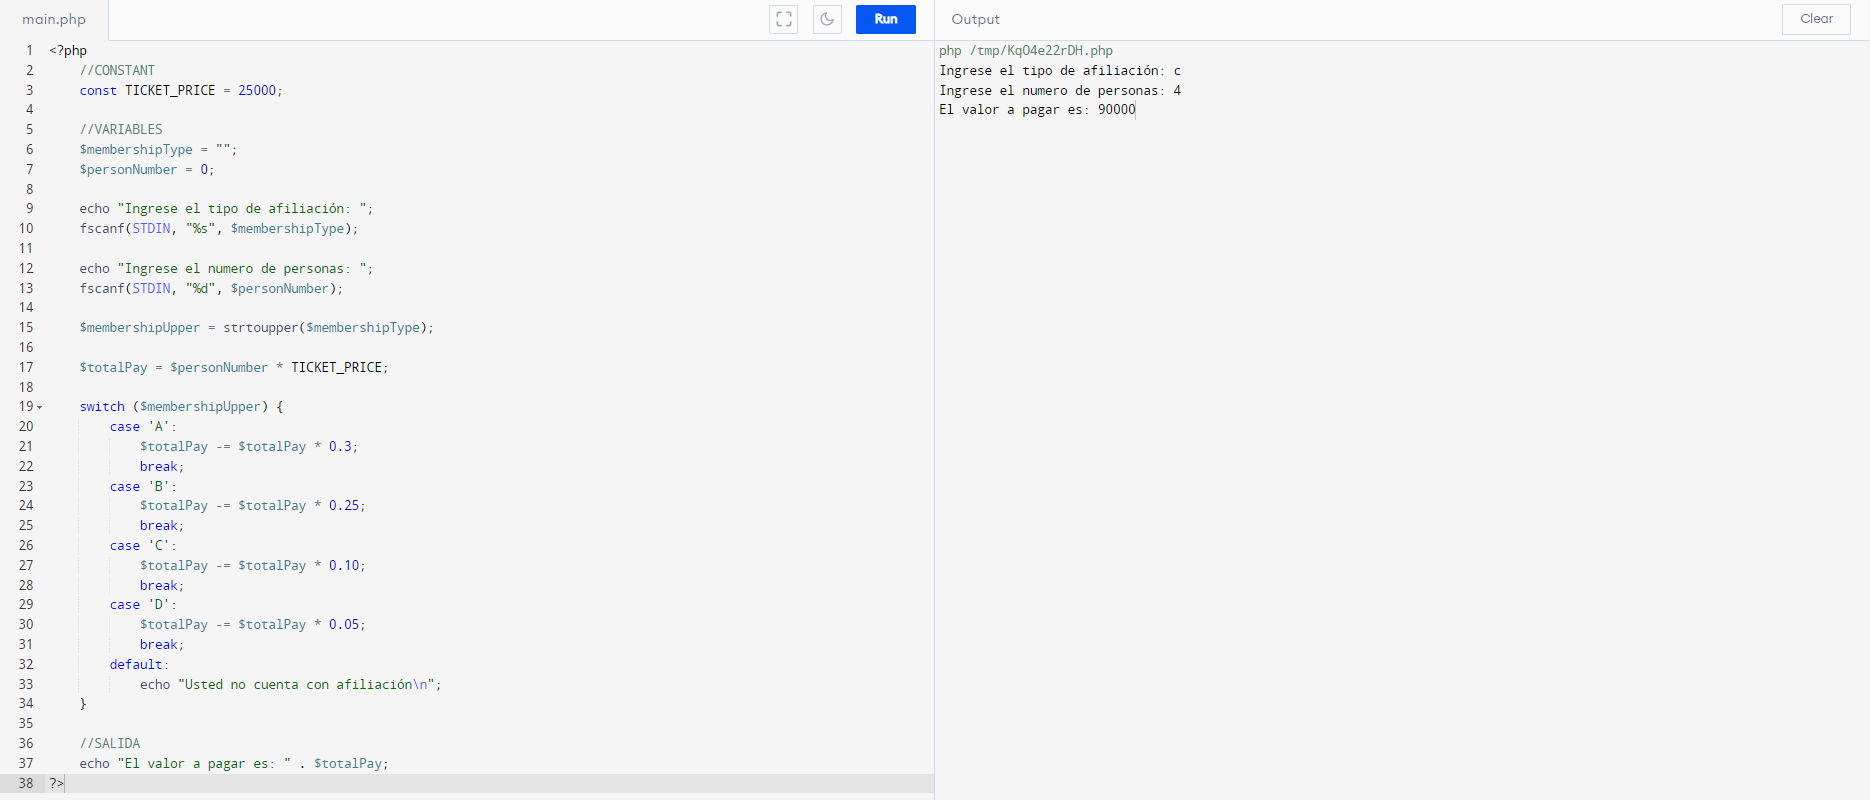 main.php
Run
1 <?php
2 //CONSTANT
3 const TICKET_PRICE = 25000;
4
5 //VARIABLES
6 $membershipType = "";
7 $personNumber = 0;
8
9 echo "Ingrese el tipo de afiliación: ";
10 fscanf(STDIN, "%s", $membershipType);
11
12 echo "Ingrese el numero de personas: ";
13 fscanf(STDIN, "%d", $personNumber);
14
15 $membershipUpper = strtoupper($membershipType);
16
17 $totalPay = $personNumber * TICKET_PRICE;
18
19 switch ($membershipUpper) {
20 case 'A':
21 $totalPay -= $totalPay * 0.3;
22 break;
23 case 'B':
24 $totalPay -= $totalPay * 0.25;
25 break;
26 case 'C':
27 $totalPay -= $totalPay * 0.10;
28 break;
29 case 'D':
30 $totalPay -= $totalPay * 0.05;
31 break;
32 default:
33 echo "Usted no cuenta con afiliación\n";
34 }
35
36 //SALIDA
37 echo "El valor a pagar es: " . $totalPay;
38 ?>
Output
Clear
php /tmp/KqO4e22rDH.php
Ingrese el tipo de afiliación: c
Ingrese el numero de personas: 4
El valor a pagar es: 90000